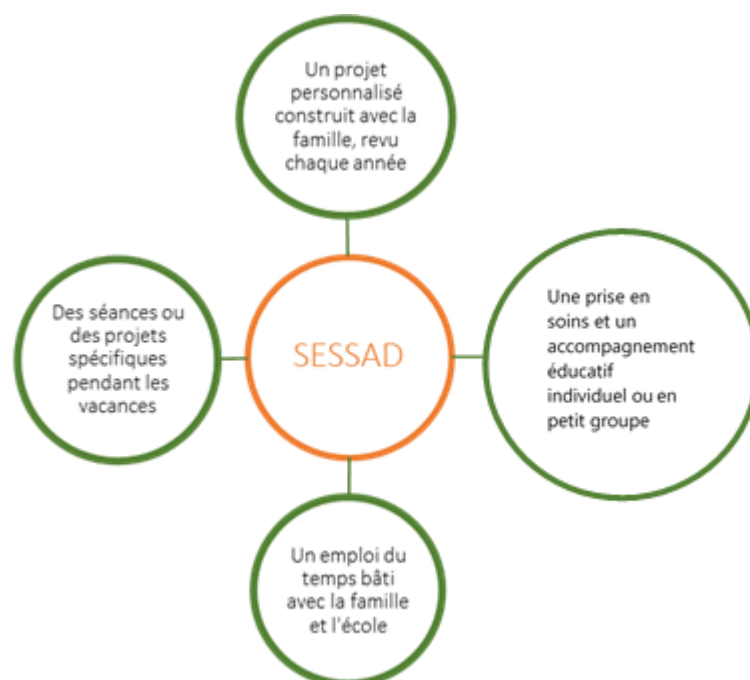 Un projet
personnalisé
construit avec la
famille, revu
chaque année
Des séances ou
des projets
spécifiques
pendant les
vacances
SESSAD
Une prise en
soins et un
accompagnement
éducatif
individuel ou en
petit groupe
Un emploi du
temps bâti
avec la famille
et l'école